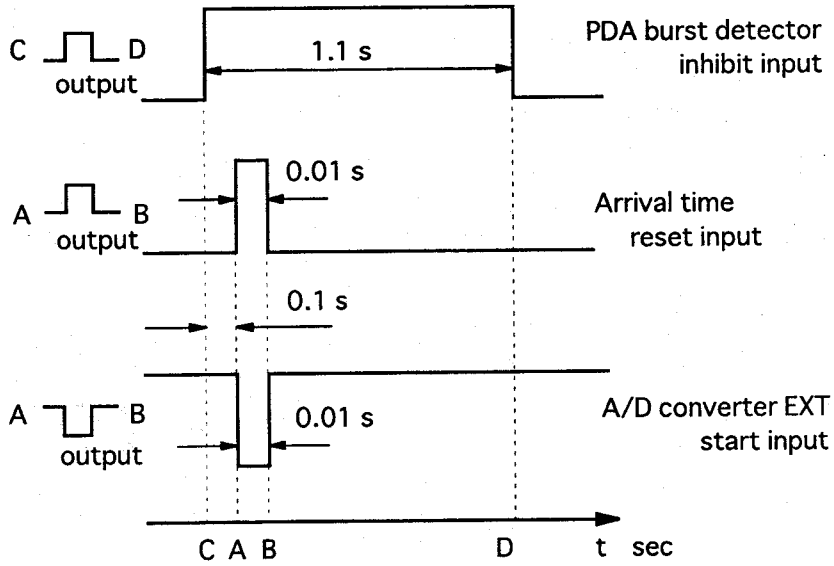 C D
output
1.1 s
PDA burst detector
inhibit input
A B
output
0.01 s
Arrival time
reset input
0.1 s
A B
output
0.01 s
A/D converter EXT
start input
C A B D t sec